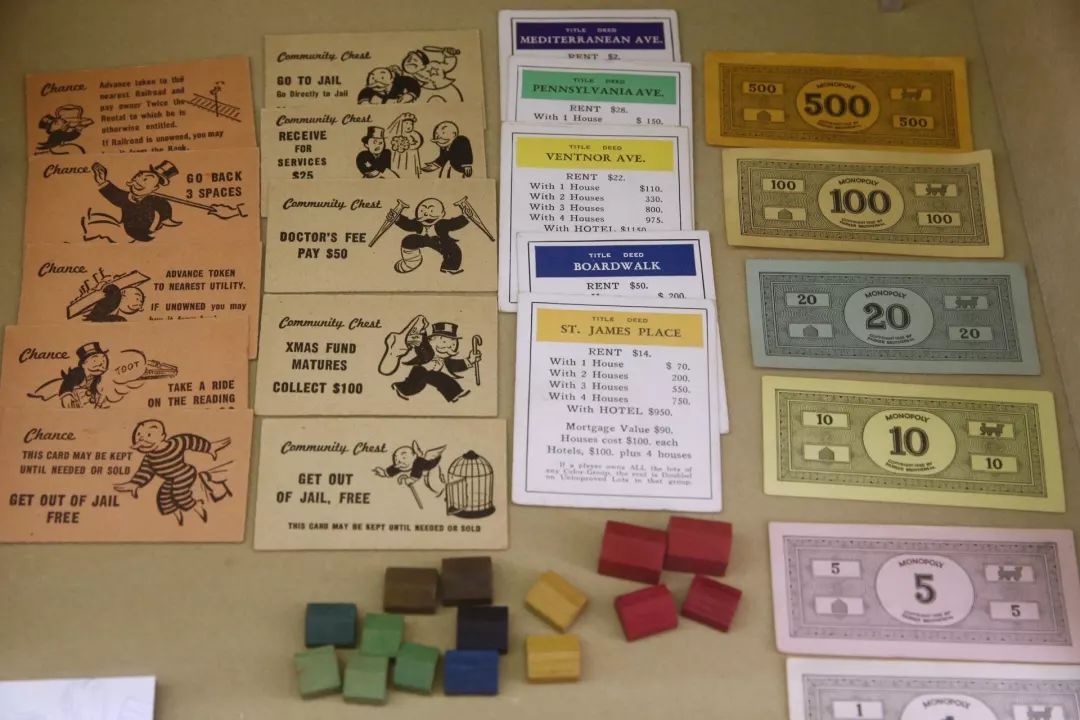 Chance
Advance token to the
nearest Railroad and
pay owner Twice the
Rental to which he is
otherwise entitled.
If Railroad is unowned, you may
Chance
GO BACK
3 SPACES
Chance
ADVANCE TOKEN
TO NEAREST UTILITY.
IF UNOWNED you may
Chance
TOOT
TAKE A RIDE
ON THE READING
Chance
THIS CARD MAY BE KEPT
UNTIL NEEDED OR SOLD
GET OUT OF JAIL
FREE
Community Chest
GO TO JAIL
Go Directly to Jail
Community Chest
RECEIVE
FOR
SERVICES
$25
Community Chest
DOCTOR'S FEE
PAY $50
Community Chest
XMAS FUND
MATURES
COLLECT $100
Community Chest
GET OUT
OF JAIL, FREE
THIS CARD MAY BE KEPT UNTIL NEEDED OR SOLD
TITLE DEED
MEDITERRANEAN AVE.
RENT $2.
TITLE DEED
PENNSYLVANIA AVE.
RENT $28.
With 1 House $ 150.
TITLE DEED
VENTNOR AVE.
RENT $22.
With 1 House $110.
With 2 Houses 330.
With 3 Houses 800.
With 4 Houses 975.
With HOTEL $1150
TITLE DEED
BOARDWALK
RENT $50.
$ 200.
TITLE DEED
ST. JAMES PLACE
RENT $14.
With 1 House $ 70.
With 2 Houses 200.
With 3 Houses 550.
With 4 Houses 750.
With HOTEL $950.
Mortgage Value $90.
Houses cost $100. each
Hotels, $100. plus 4 houses
If a player owns ALL the lots of
any Color-Group, the rent is Doubled
on Unimproved Lots in that group.
500
MONOPOLY
500
500
100
MONOPOLY
100
100
20
MONOPOLY
20
20
10
MONOPOLY
10
10
5
MONOPOLY
5
5
1
MONOPOLY